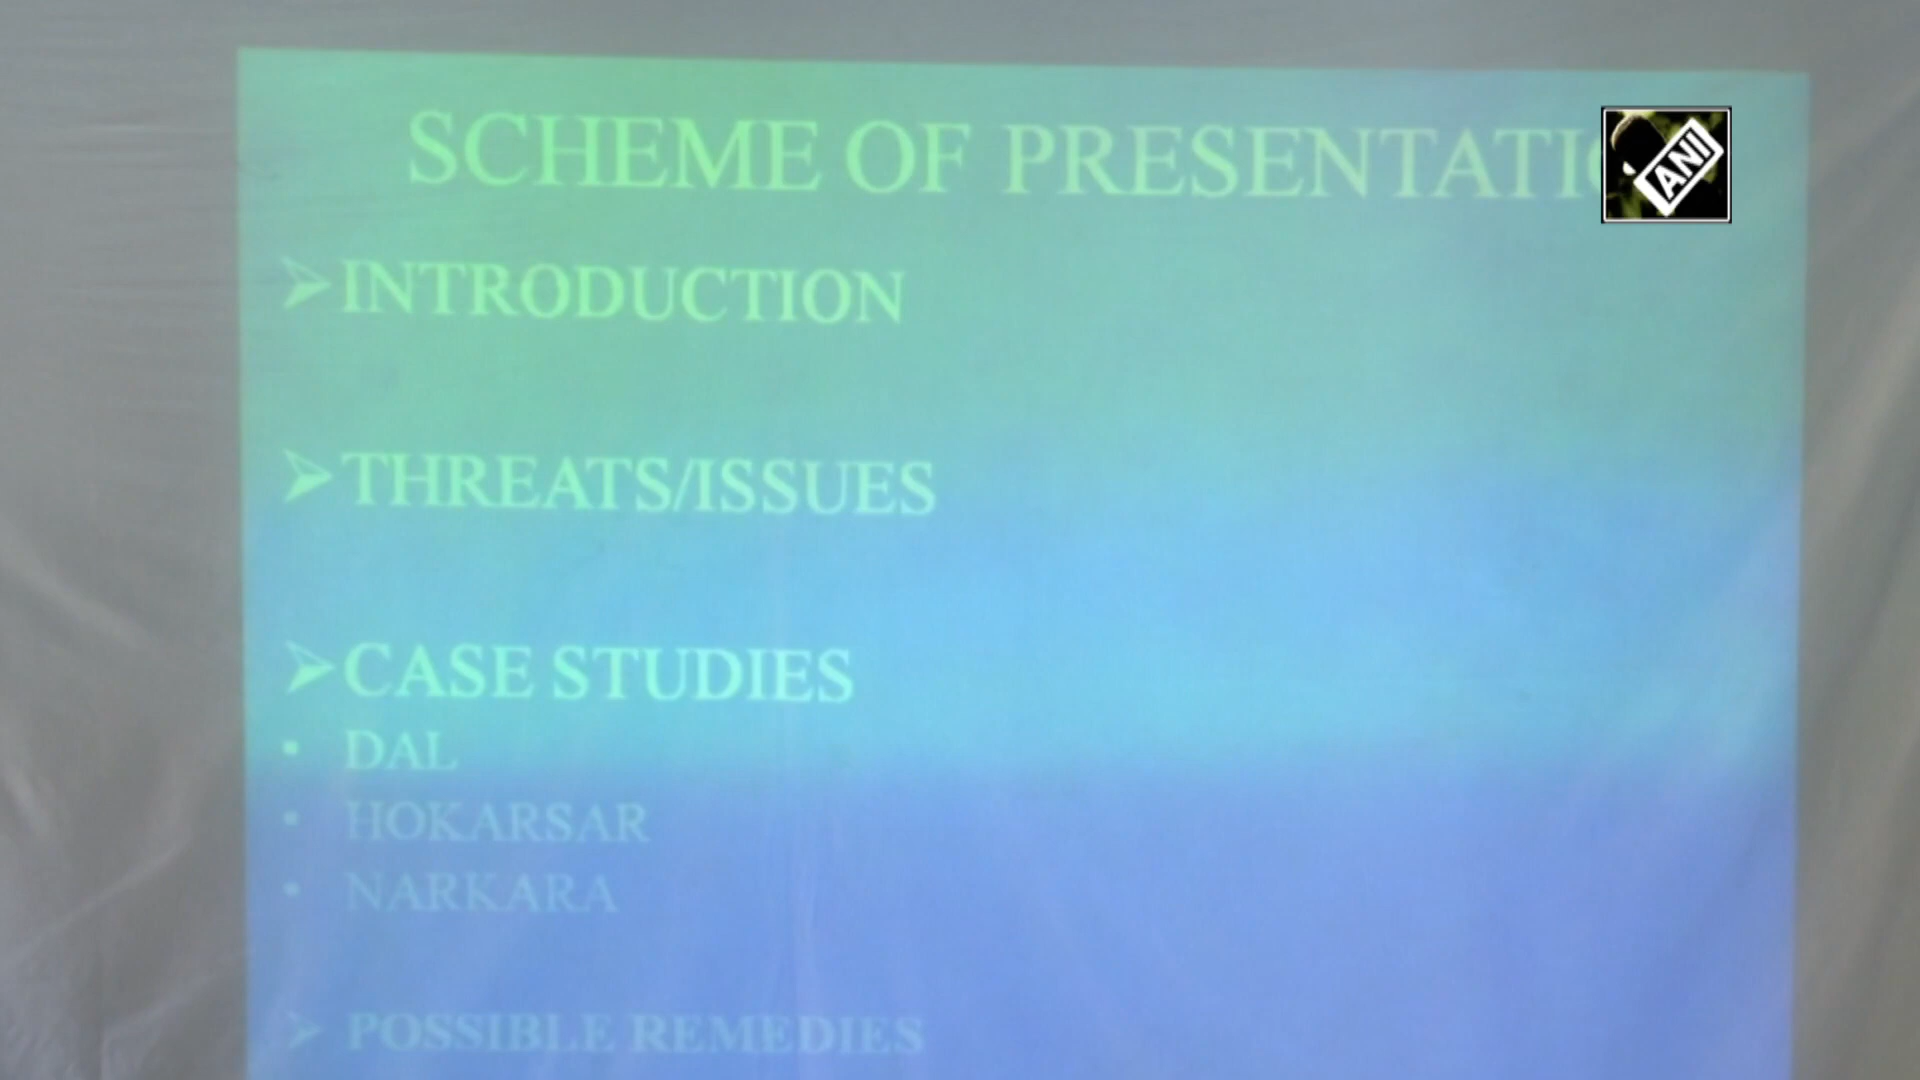 SCHEME OF PRESENTATIO
ANI
➢INTRODUCTION
➢THREATS/ISSUES
➢CASE STUDIES
• DAL
• HOKARSAR
• NARKARA
➢ POSSIBLE REMEDIES